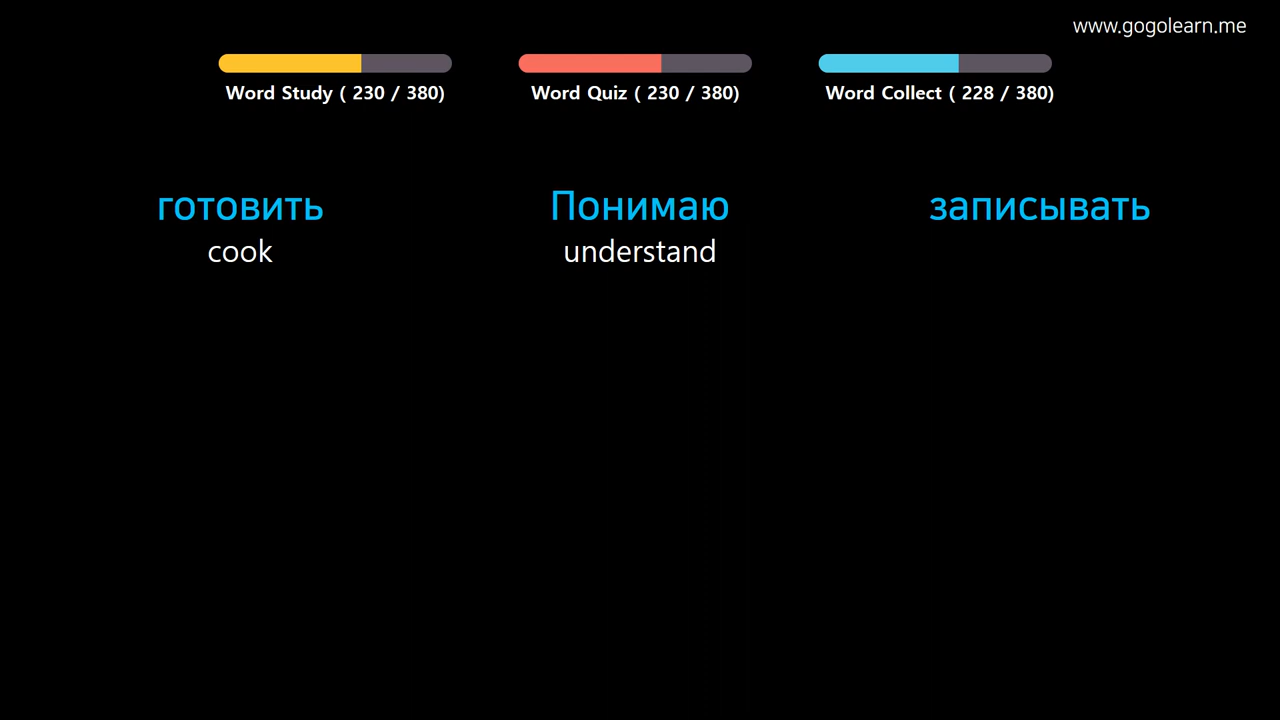 www.gogolearn.me
Word Study ( 230 / 380)
Word Quiz ( 230 / 380)
Word Collect ( 228 / 380)
готовить
cook
Понимаю
understand
записывать